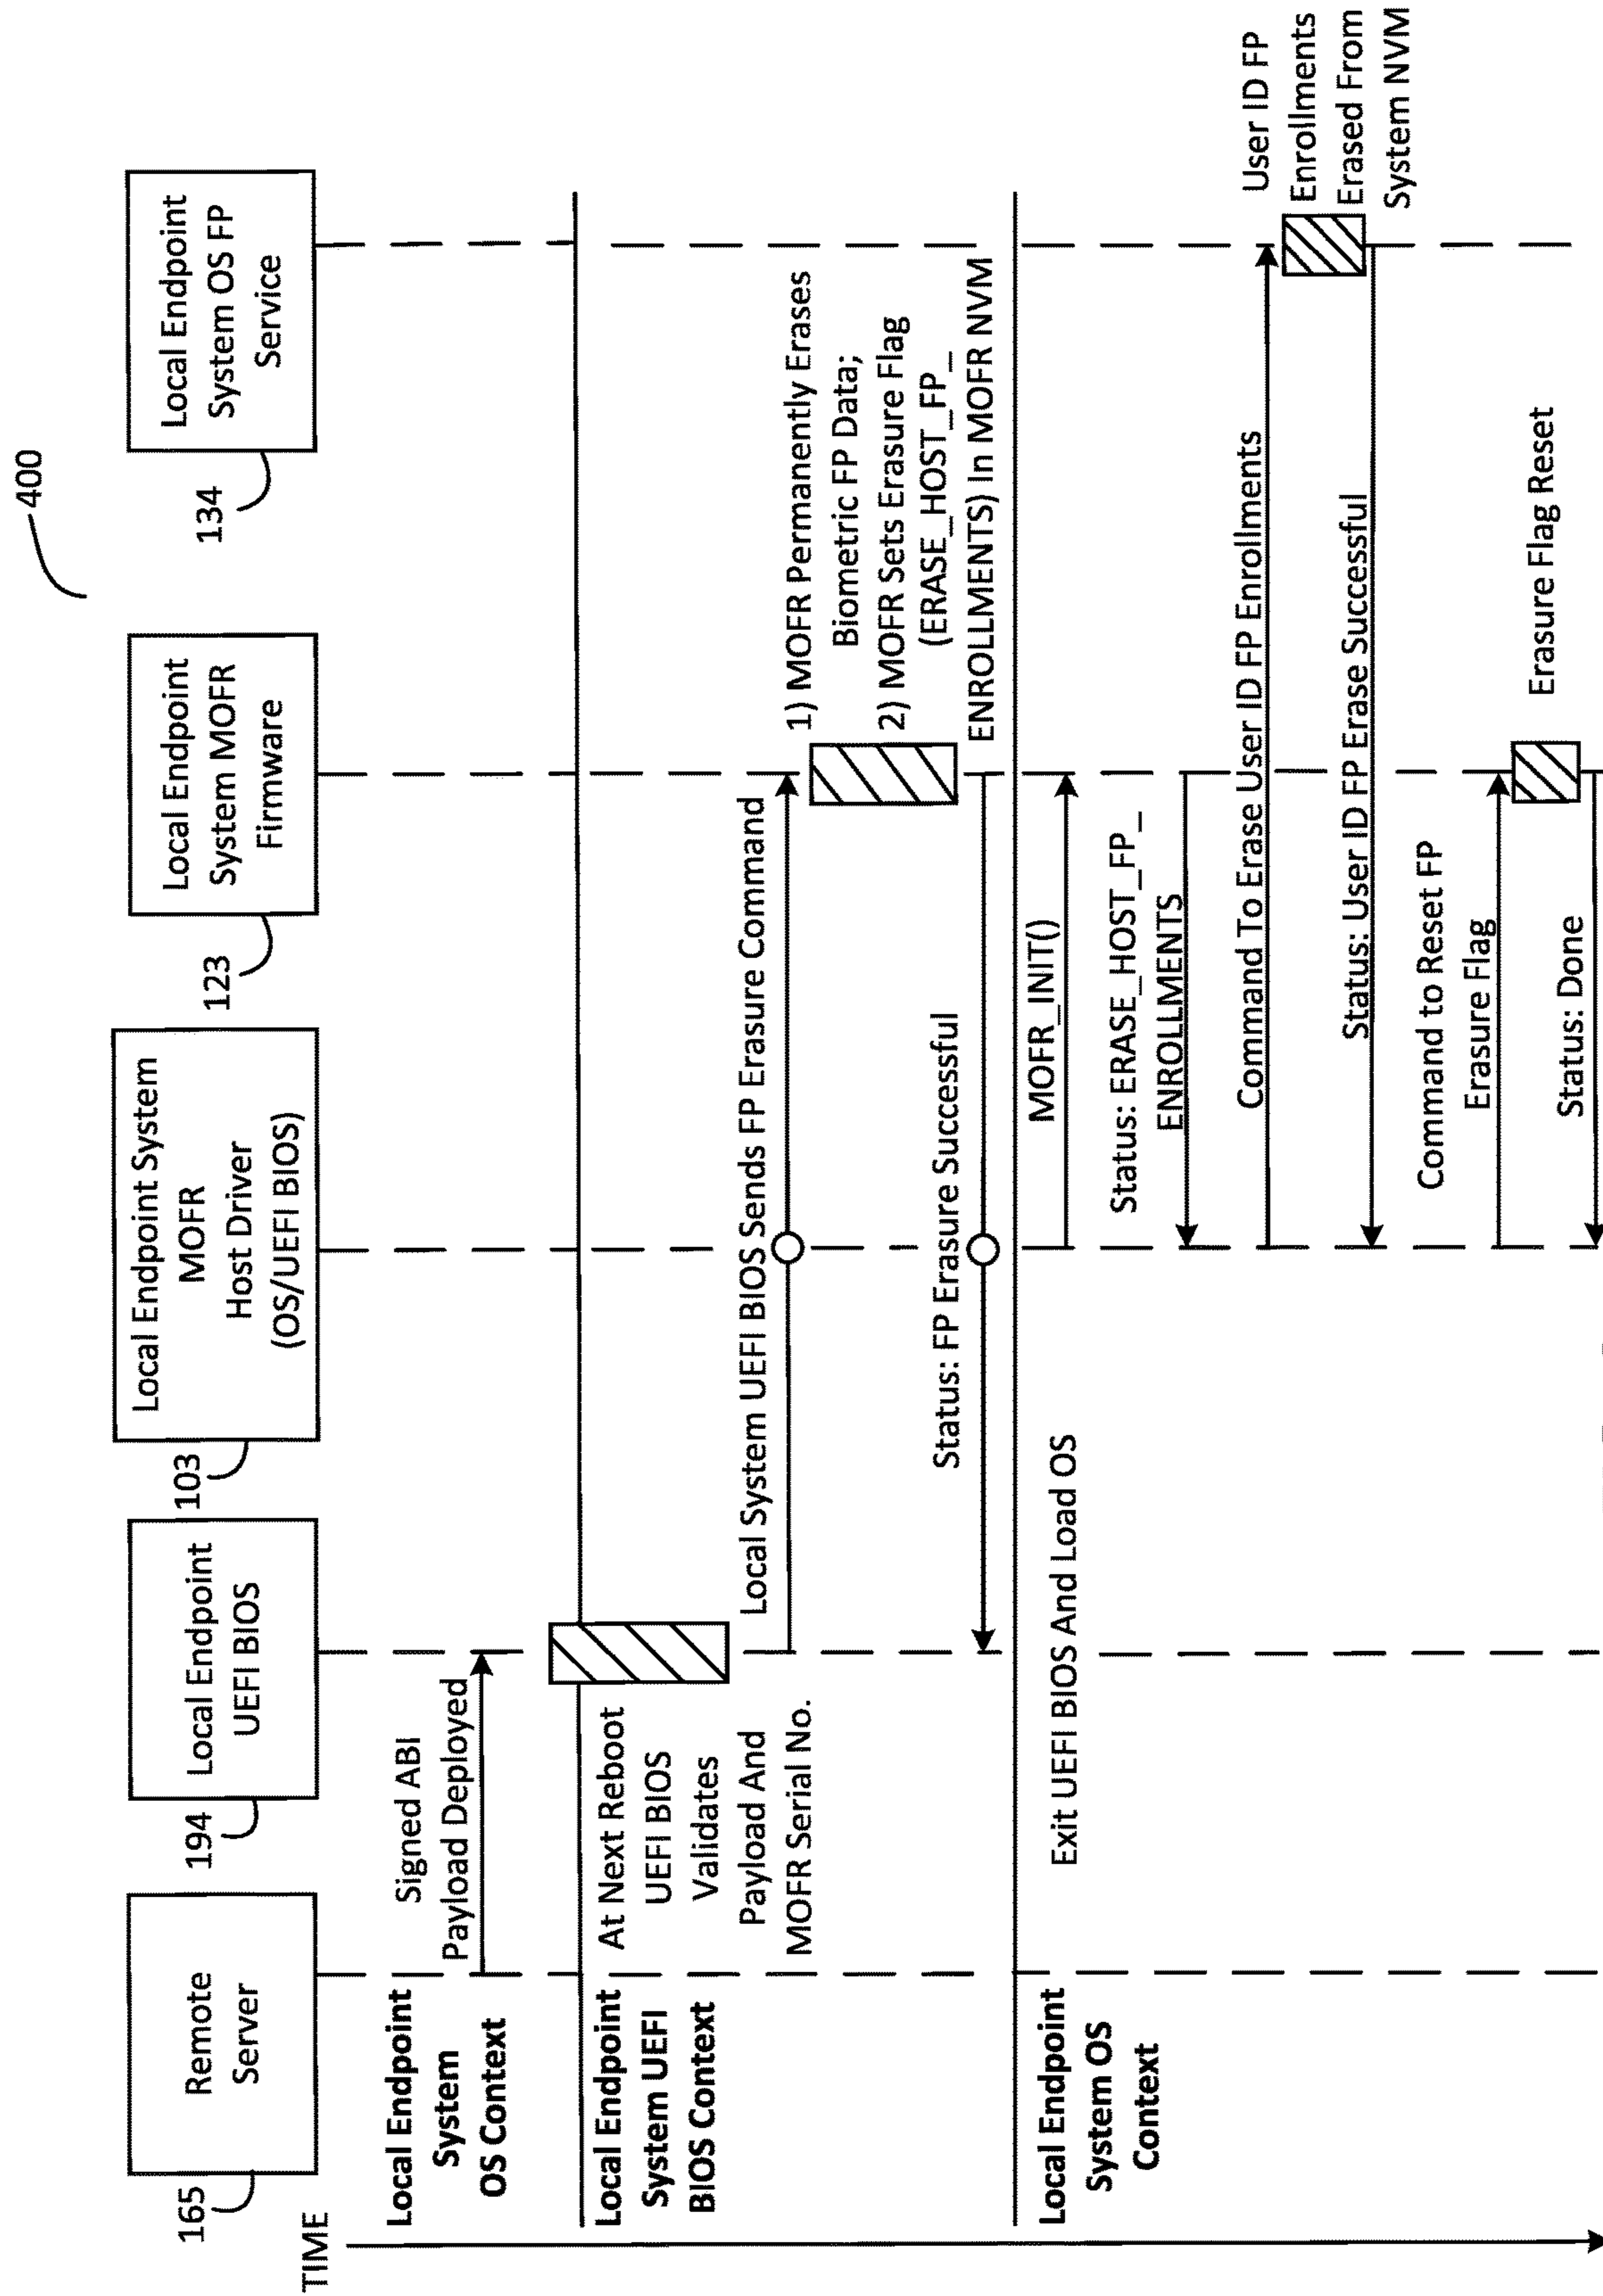 400
Remote
Server
165
Local Endpoint
UEFI BIOS
194
Local Endpoint System
MOFR
Host Driver
(OS/UEFI BIOS)
103
Local Endpoint
System MOFR
Firmware
123
Local Endpoint
System OS FP
Service
134
TIME
Local Endpoint
System
OS Context
Signed ABI
Payload Deployed
Local Endpoint
System UEFI
BIOS Context
At Next Reboot
UEFI BIOS
Validates
Payload And
MOFR Serial No.
Local System UEFI BIOS Sends FP Erasure Command
1) MOFR Permanently Erases
Biometric FP Data;
2) MOFR Sets Erasure Flag
(ERASE_HOST_FP_
ENROLLMENTS) In MOFR NVM
Status: FP Erasure Successful
Local Endpoint
System OS
Context
Exit UEFI BIOS And Load OS
MOFR_INIT()
Status: ERASE_HOST_FP_
ENROLLMENTS
Command To Erase User ID FP Enrollments
User ID FP
Enrollments
Erased From
System NVM
Status: User ID FP Erase Successful
Command to Reset FP
Erasure Flag
Erasure Flag Reset
Status: Done